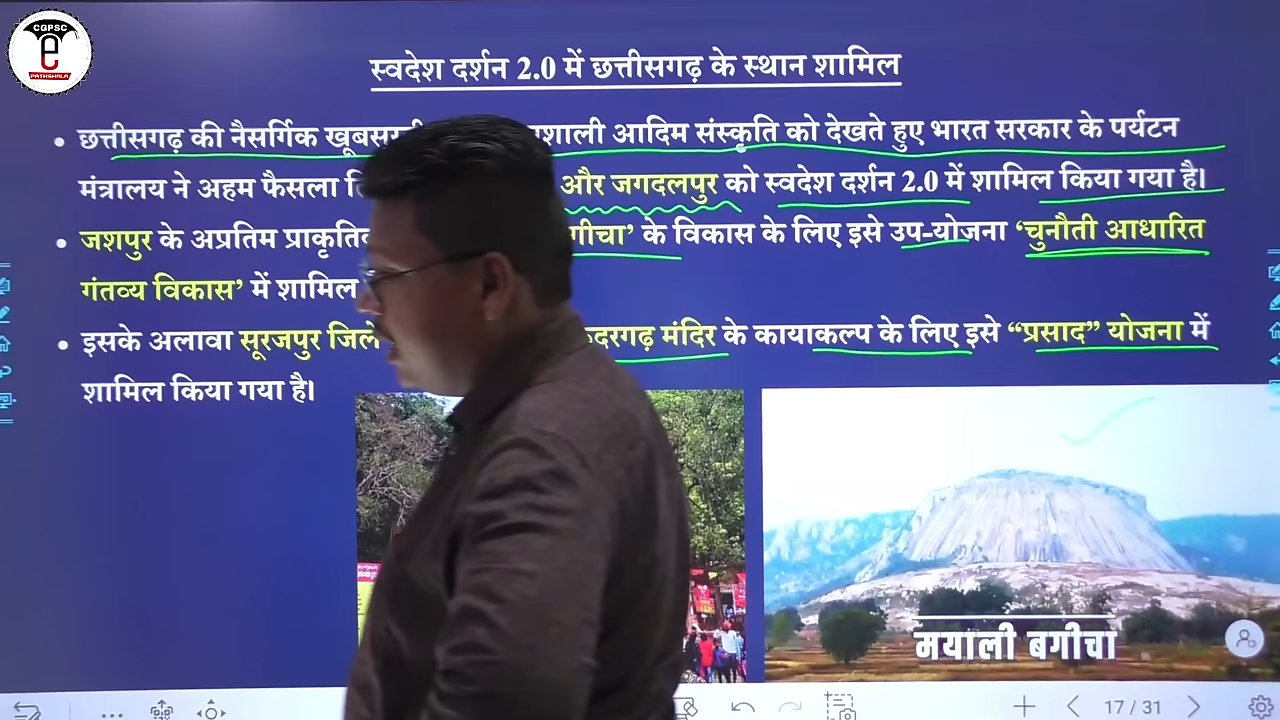 CGPSC
e
PATHSHALA
स्वदेश दर्शन 2.0 में छत्तीसगढ़ के स्थान शामिल
छत्तीसगढ़ की नैसर्गिक आदिम संस्कृति को देखते हुए भारत सरकार के पर्यटन
मंत्रालय ने अहम फैसला और जगदलपुर को स्वदेश दर्शन 2.0 में शामिल किया गया है।
जशपुर के अप्रतिम के विकास के लिए इसे उप-योजना ‘चुनौती आधारित
गंतव्य विकास’ में शामिल
इसके अलावा सूरजपुर जिले मंदिर के कायाकल्प के लिए इसे “प्रसाद” योजना में
शामिल किया गया है।
मयाली बगीचा
17 / 31